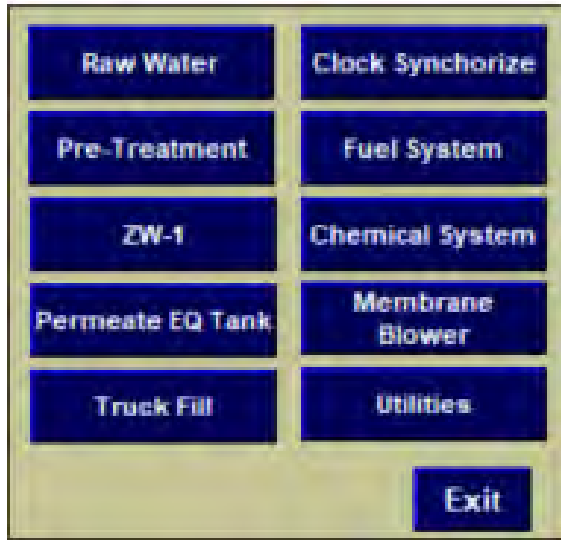 Raw Water
Clock Synchorize
Pre-Treatment
Fuel System
ZW-1
Chemical System
Permeate EQ Tank
Membrane
Blower
Truck Fill
Utilities
Exit